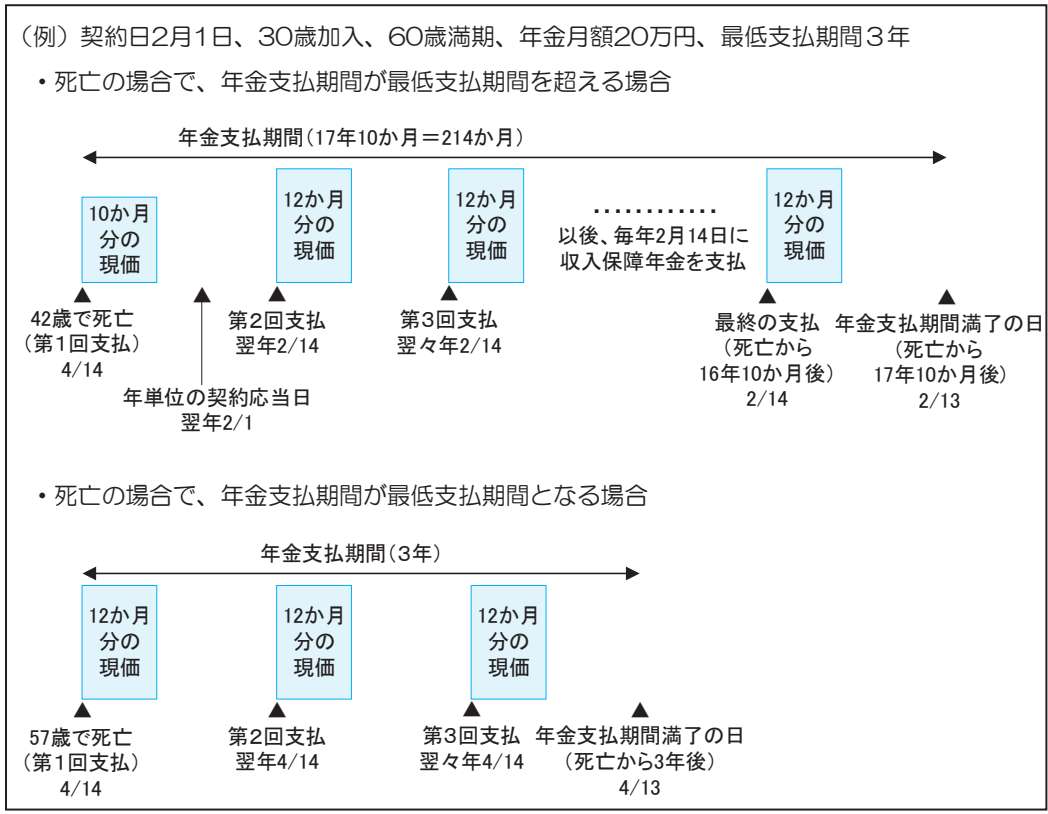 (例)契約日2月1日、30歳加入、60歳満期、年金月額20万円、最低支払期間3年
・死亡の場合で、年金支払期間が最低支払期間を超える場合
年金支払期間(17年10か月=214か月)
10か月
分の
現価
12か月
分の
現価
12か月
分の
現価
…………
以後、毎年2月14日に
収入保障年金を支払
12か月
分の
現価
42歳で死亡
(第1回支払)
4/14
年単位の契約応当日
翌年2/1
第2回支払
翌年2/14
第3回支払
翌々年2/14
最終の支払
(死亡から
16年10か月後)
2/14
年金支払期間満了の日
(死亡から
17年10か月後)
2/13
・死亡の場合で、年金支払期間が最低支払期間となる場合
年金支払期間(3年)
12か月
分の
現価
12か月
分の
現価
12か月
分の
現価
57歳で死亡
(第1回支払)
4/14
第2回支払
翌年4/14
第3回支払
翌々年4/14
年金支払期間満了の日
(死亡から3年後)
4/13